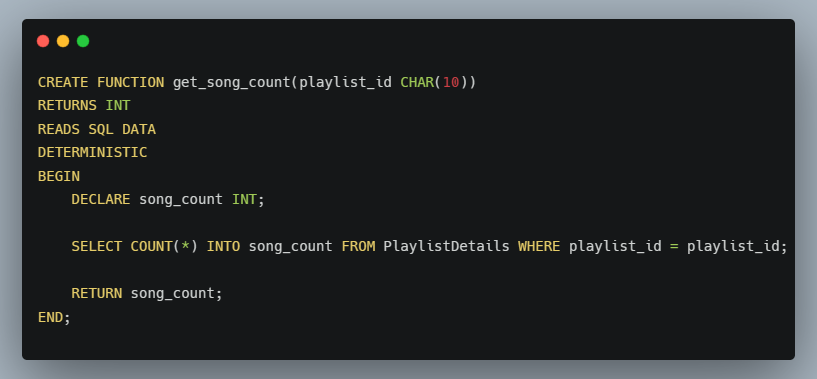 CREATE FUNCTION get_song_count(playlist_id CHAR(10))
RETURNS INT
READS SQL DATA
DETERMINISTIC
BEGIN
    DECLARE song_count INT;

    SELECT COUNT(*) INTO song_count FROM PlaylistDetails WHERE playlist_id = playlist_id;

    RETURN song_count;
END;